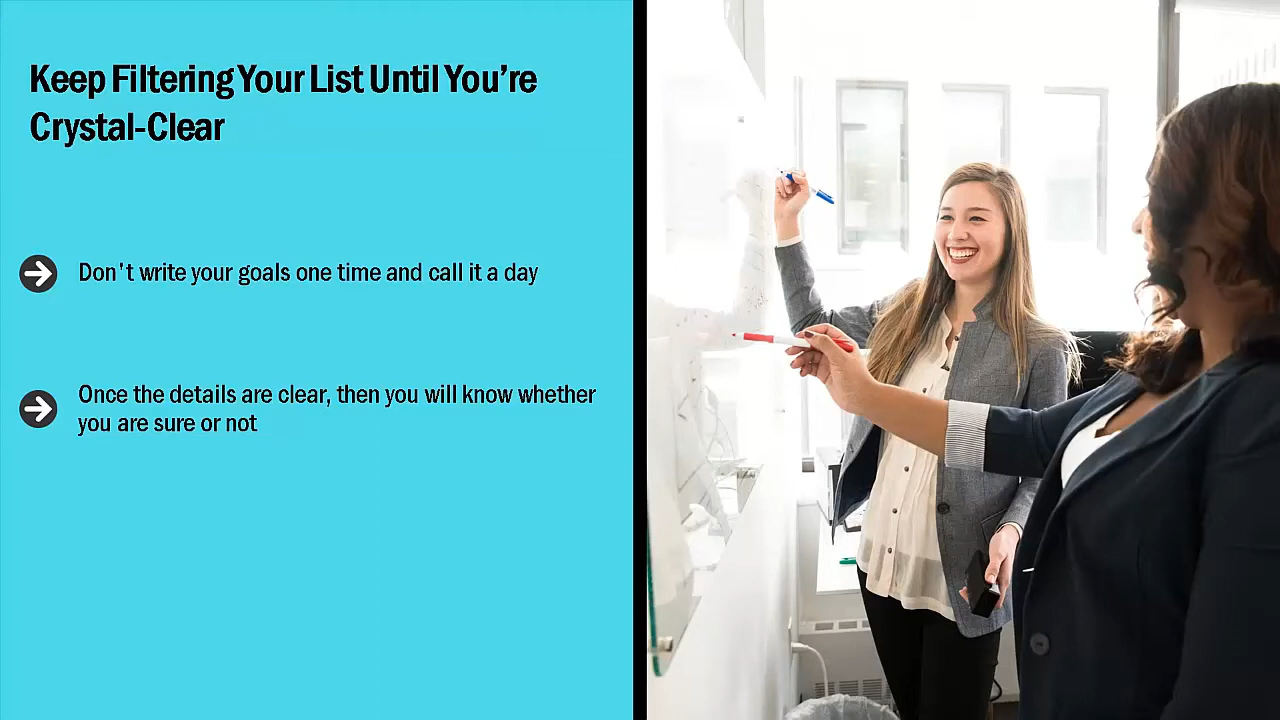 Keep Filtering Your List Until You’re
Crystal-Clear
Don't write your goals one time and call it a day
Once the details are clear, then you will know whether
you are sure or not